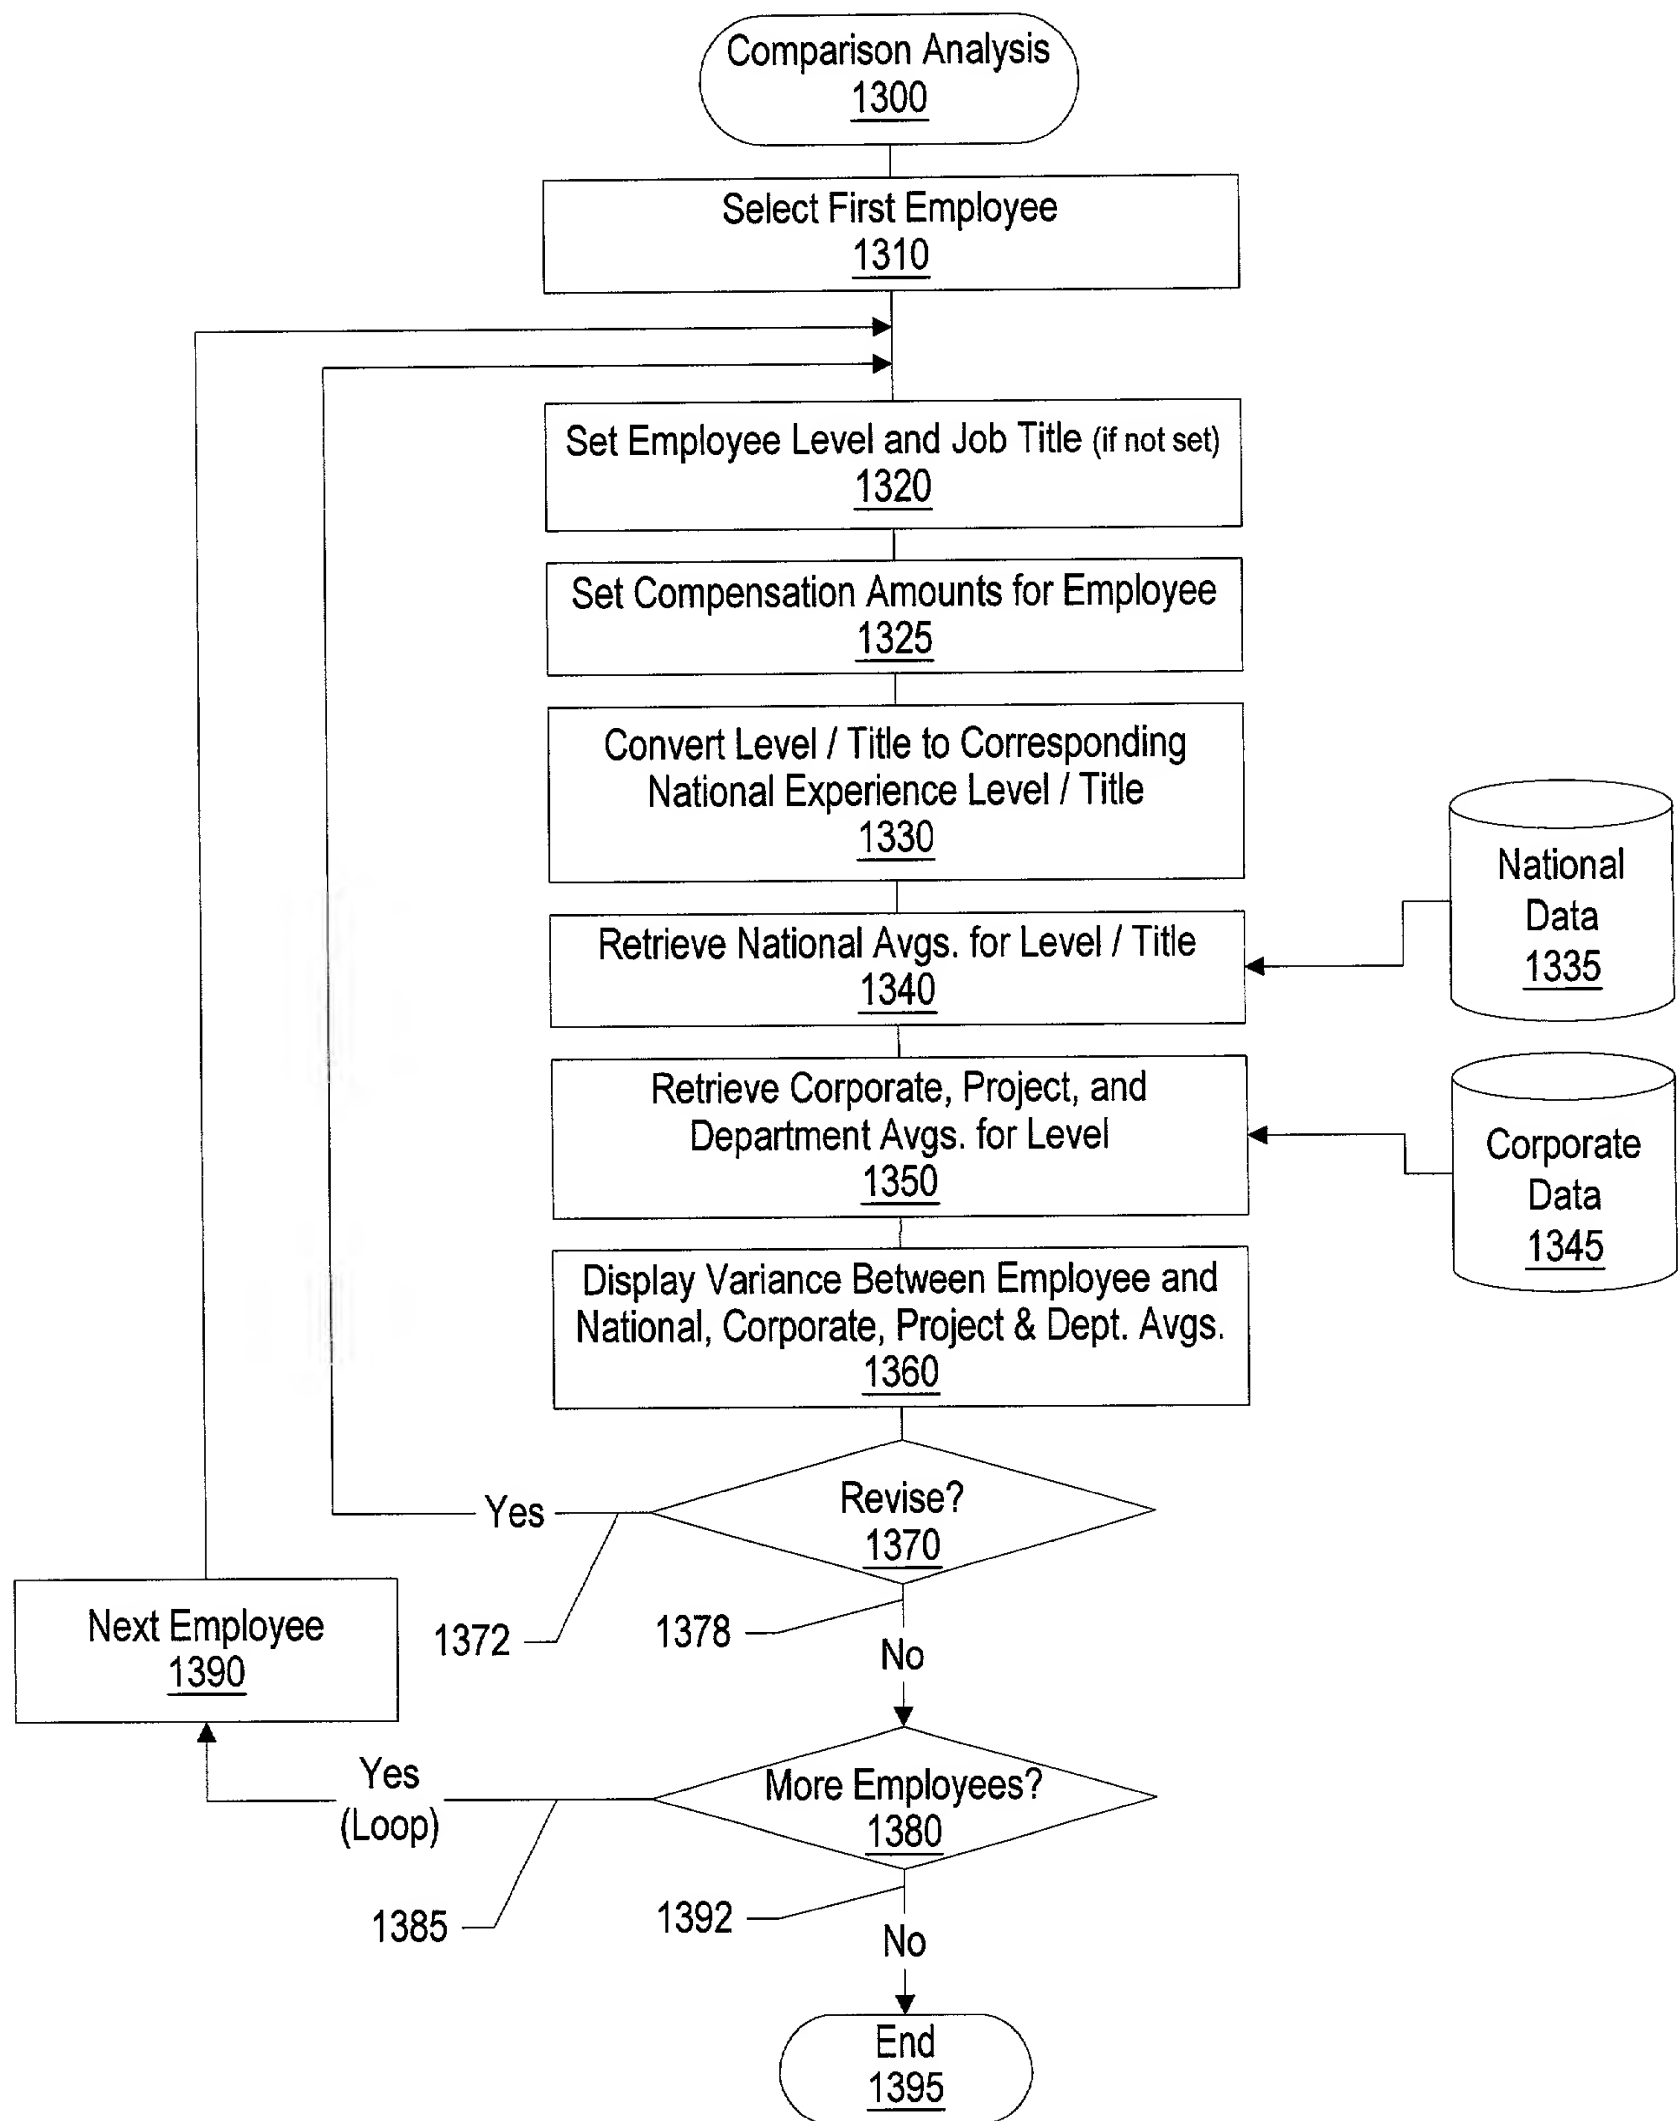 Comparison Analysis
1300
Select First Employee
1310
Set Employee Level and Job Title (if not set)
1320
Set Compensation Amounts for Employee
1325
Convert Level / Title to Corresponding
National Experience Level / Title
1330
National
Data
1335
Retrieve National Avgs. for Level / Title
1340
Retrieve Corporate, Project, and
Department Avgs. for Level
1350
Corporate
Data
1345
Display Variance Between Employee and
National, Corporate, Project & Dept. Avgs.
1360
Revise?
1370
Yes
1372
1378
No
Next Employee
1390
More Employees?
1380
Yes
(Loop)
1385
1392
No
End
1395